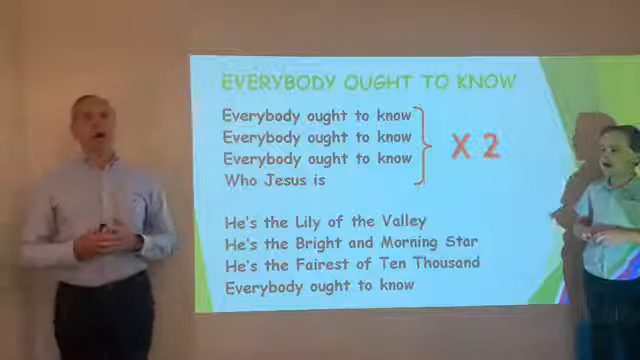 EVERYBODY OUGHT TO KNOW
Everybody ought to know
Everybody ought to know
Everybody ought to know
Who Jesus is
X 2
He's the Lily of the Valley
He's the Bright and Morning Star
He's the Fairest of Ten Thousand
Everybody ought to know